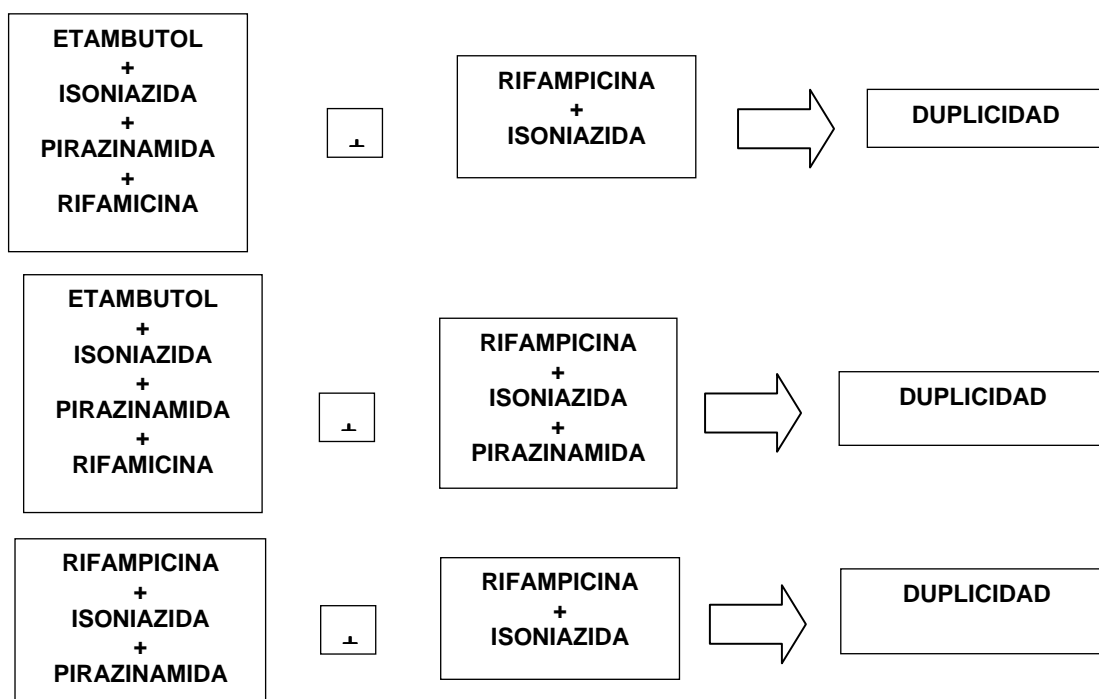 ETAMBUTOL
+
ISONIAZIDA
+
PIRAZINAMIDA
+
RIFAMICINA
+
RIFAMPICINA
+
ISONIAZIDA
DUPLICIDAD
ETAMBUTOL
+
ISONIAZIDA
+
PIRAZINAMIDA
+
RIFAMICINA
+
RIFAMPICINA
+
ISONIAZIDA
+
PIRAZINAMIDA
DUPLICIDAD
RIFAMPICINA
+
ISONIAZIDA
+
PIRAZINAMIDA
+
RIFAMPICINA
+
ISONIAZIDA
DUPLICIDAD